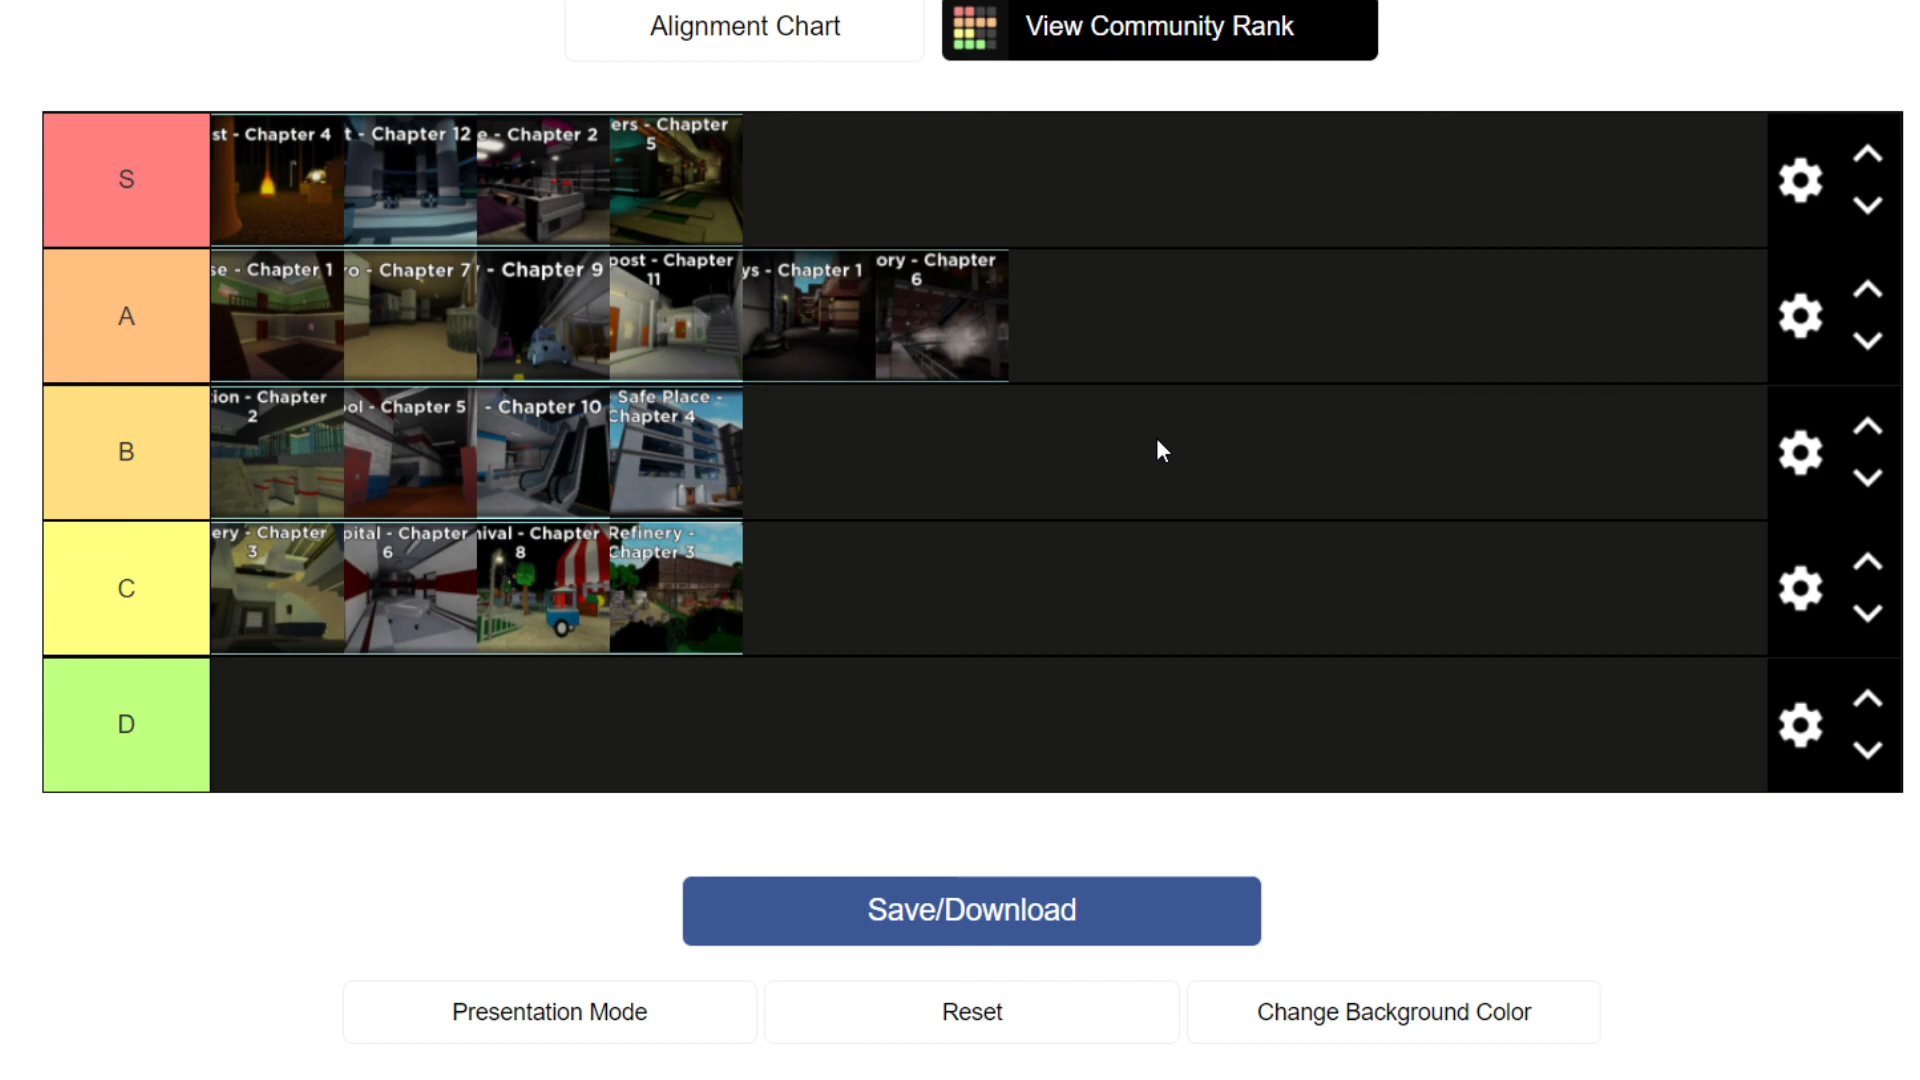 Alignment Chart
View Community Rank
S
st - Chapter 4
t - Chapter 12
e - Chapter 2
ers - Chapter
5
A
se - Chapter 1
ro - Chapter 7
- Chapter 9
post - Chapter
11
ys - Chapter 1
ory - Chapter
6
B
ion - Chapter
2
ol - Chapter 5
- Chapter 10
Safe Place -
Chapter 4
C
ery - Chapter
3
pital - Chapter
6
nival - Chapter
8
Refinery -
Chapter 3
D
Save/Download
Presentation Mode
Reset
Change Background Color